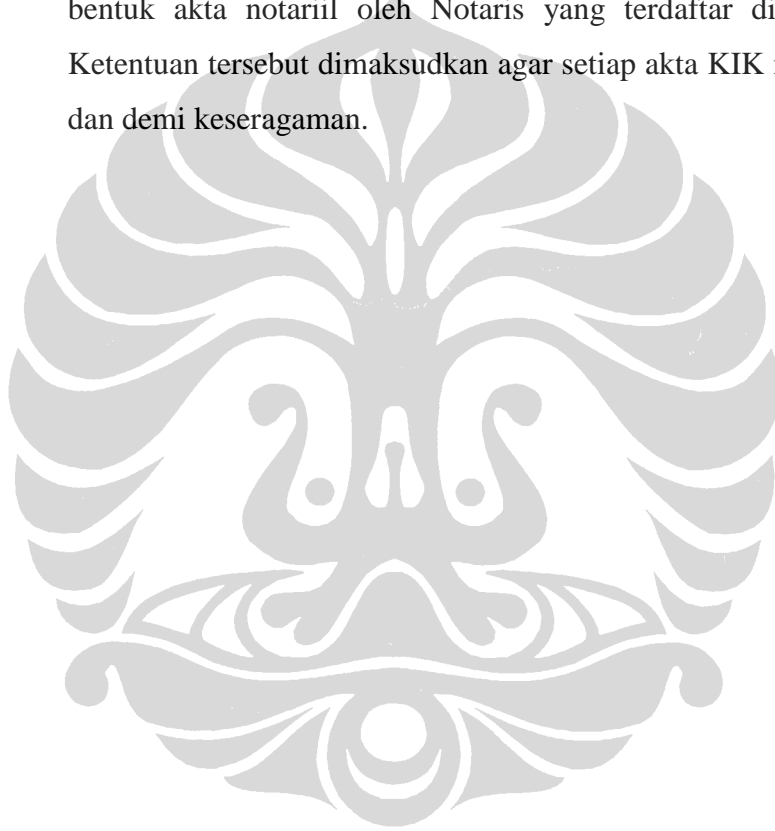 bentuk akta notariil oleh Notaris yang terdaftar di
Ketentuan tersebut dimaksudkan agar setiap akta KIK
dan demi keseragaman.